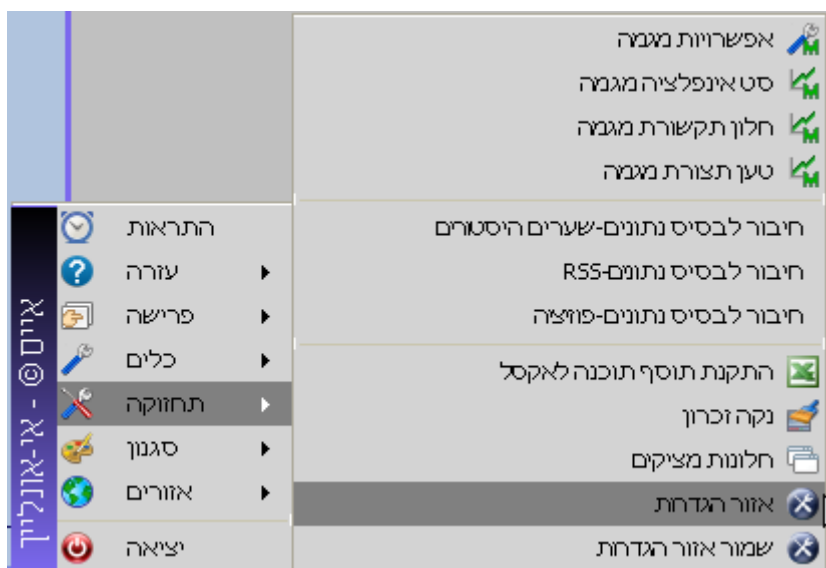 אפשרויות מגמה
סט אינפלציה מגמה
חלון תקשורת מגמה
טען תצורת מגמה
חיבור לבסיס נתונים-שערים היסטורים
חיבור לבסיס נתונים-RSS
חיבור לבסיס נתונים-פוזיציה
התקנת תוסף תוכנה לאקסל
נקה זכרון
חלונות מציקים
אזור הגדרות
שמור אזור הגדרות
התראות
עזרה
פרישה
כלים
תחזוקה
סגנון
אזורים
יציאה
אייס © - אי-אונליין